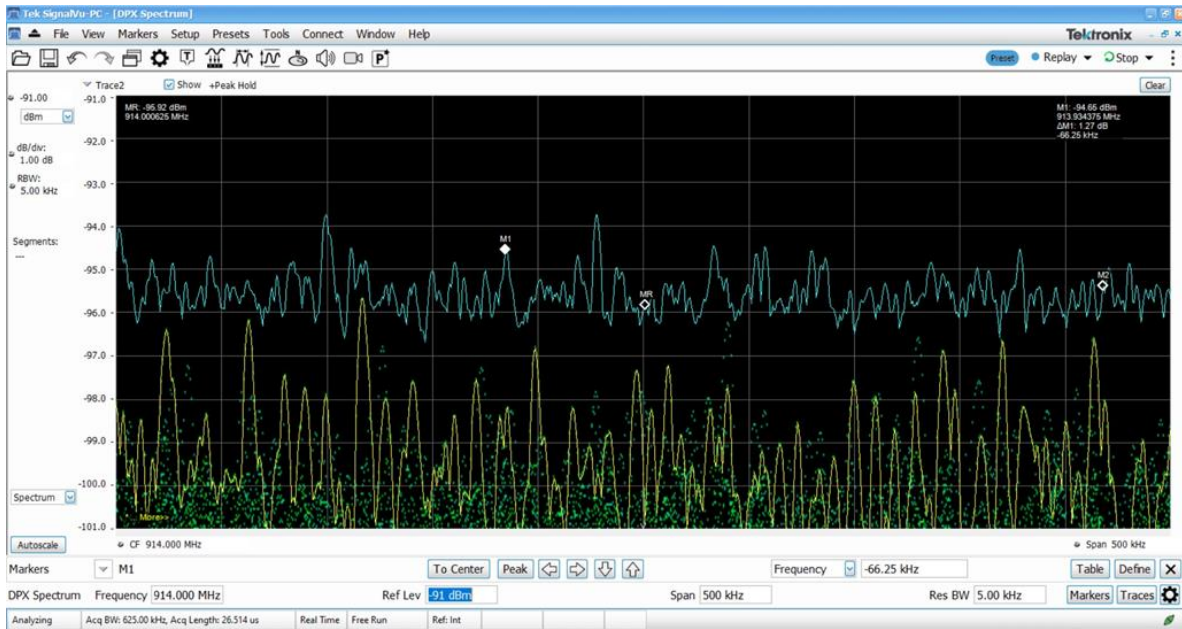 Tek SignalVu-PC - [DPX Spectrum]
File View Markers Setup Presets Tools Connect Window Help
Tektronix
Preset Replay Stop
Trace2 Show +Peak Hold Clear
-91.00
dBm
dB/div:
1.00 dB
RBW:
5.00 kHz
Segments:
---
Spectrum
Autoscale
-91.0
-92.0
-93.0
-94.0
-95.0
-96.0
-97.0
-98.0
-99.0
-100.0
-101.0
MR: -95.92 dBm
914.000625 MHz
M1: -94.65 dBm
913.934375 MHz
ΔM1: 1.27 dB
-66.25 kHz
M1
MR
M2
More>>
CF 914.000 MHz Span 500 kHz
Markers M1 To Center Peak Frequency -66.25 kHz Table Define
DPX Spectrum Frequency 914.000 MHz Ref Lev -91 dBm Span 500 kHz Res BW 5.00 kHz Markers Traces
Analyzing Acq BW: 625.00 kHz, Acq Length: 26.514 us Real Time Free Run Ref: Int